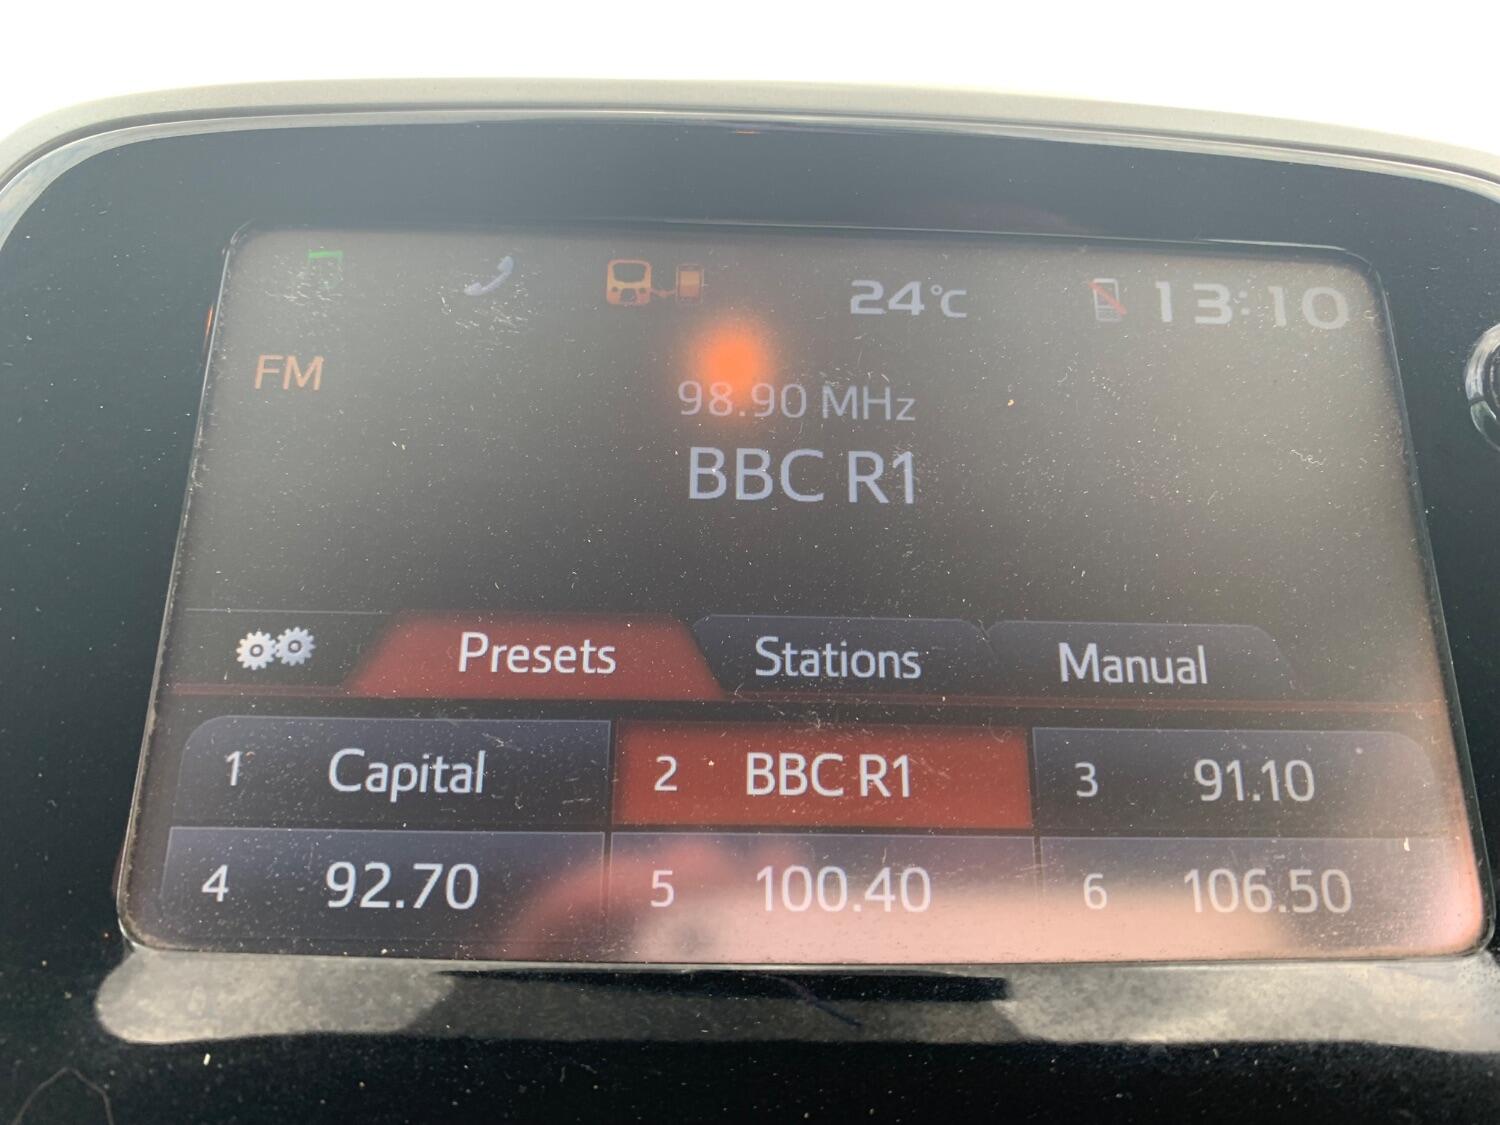 24°C 13:10
FM
98.90 MHz
BBC R1
Presets Stations Manual
1 Capital 2 BBC R1 3 91.10
4 92.70 5 100.40 6 106.50